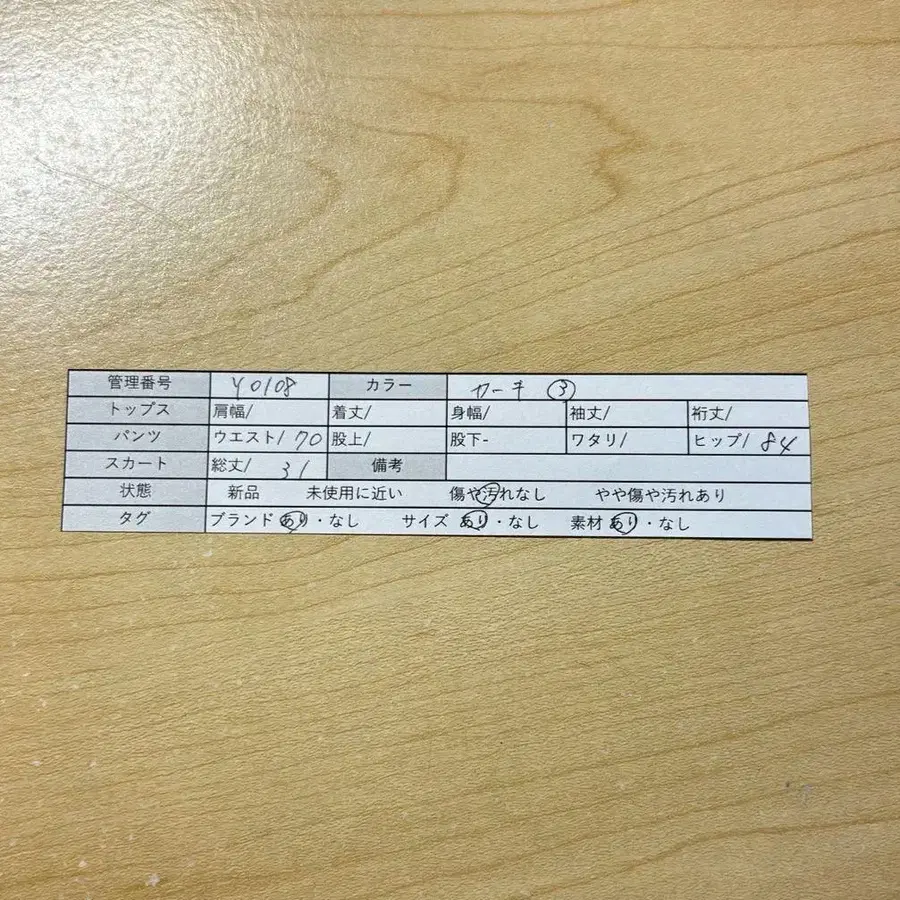 管理番号 Y0108 カラー カーキ ③
トップス 肩幅/ 着丈/ 身幅/ 袖丈/ 裄丈/
パンツ ウエスト/ 70 股上/ 股下- ワタリ/ ヒップ/ 84
スカート 総丈/ 31 備考
状態 新品 未使用に近い 傷や汚れなし やや傷や汚れあり
タグ ブランド あり・なし サイズ あり・なし 素材 あり・なし